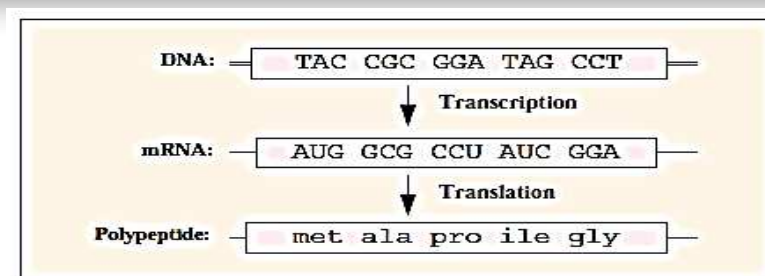 DNA: TAC CGC GGA TAG CCT
Transcription
mRNA: AUG GCG CCU AUC GGA
Translation
Polypeptide: met ala pro ile gly